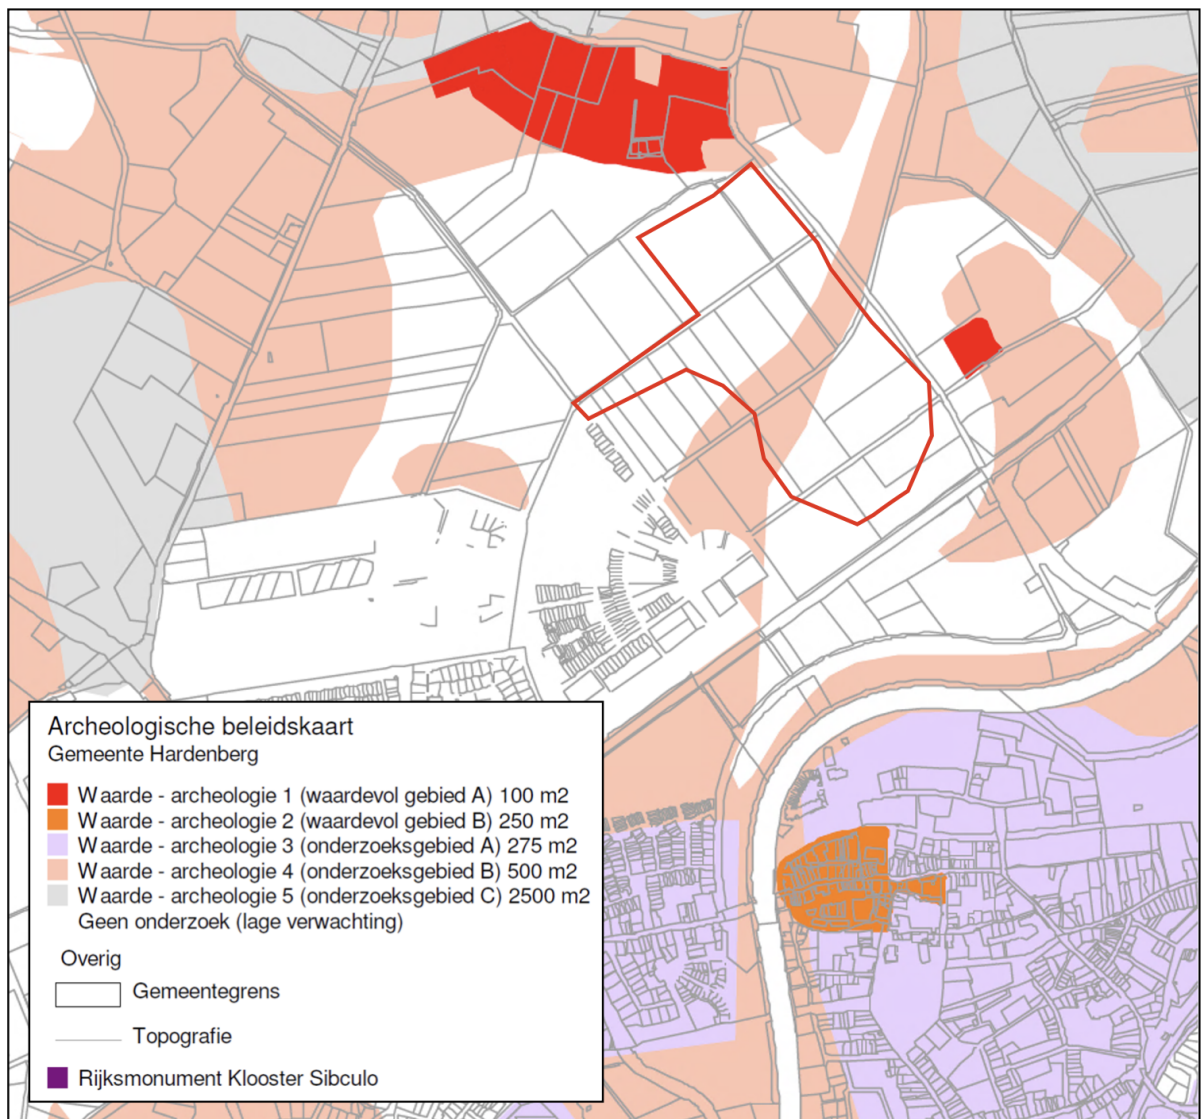 Archeologische beleidskaart
Gemeente Hardenberg
Waarde - archeologie 1 (waardevol gebied A) 100 m2
Waarde - archeologie 2 (waardevol gebied B) 250 m2
Waarde - archeologie 3 (onderzoeksgebied A) 275 m2
Waarde - archeologie 4 (onderzoeksgebied B) 500 m2
Waarde - archeologie 5 (onderzoeksgebied C) 2500 m2
Geen onderzoek (lage verwachting)
Overig
Gemeentegrens
Topografie
Rijksmonument Klooster Sibculo